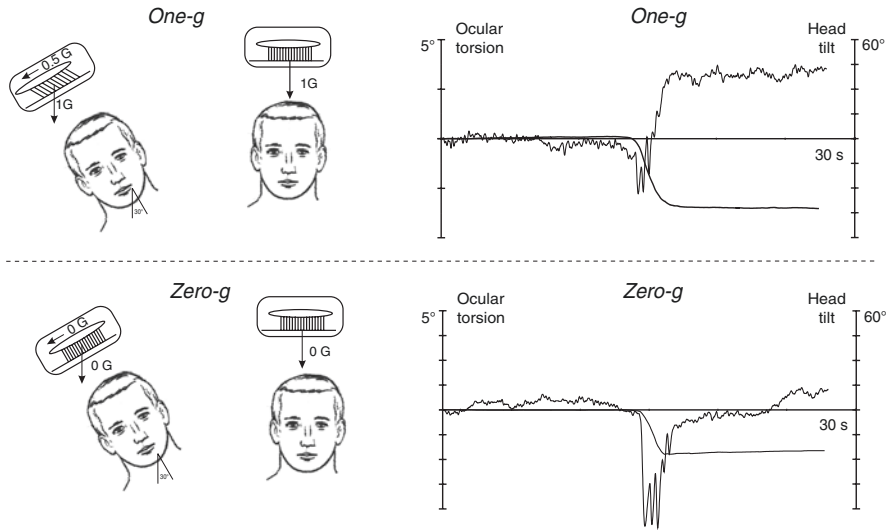 One-g
0.5 G
1G
1G
30°
One-g
Ocular
torsion
Head
tilt
5°
60°
30 s
Zero-g
0 G
0 G
0 G
30°
Zero-g
Ocular
torsion
Head
tilt
5°
60°
30 s